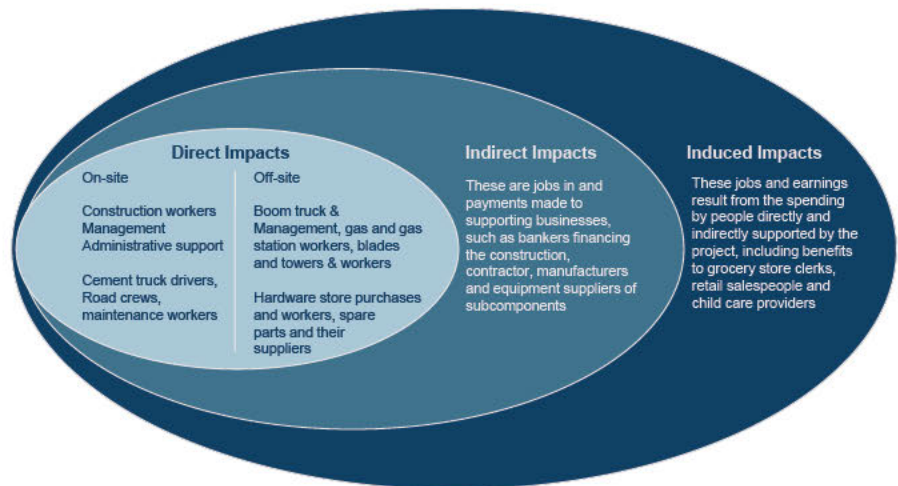 Direct Impacts
On-site
Construction workers
Management
Administrative support
Cement truck drivers,
Road crews,
maintenance workers
Off-site
Boom truck &
Management, gas and gas
station workers, blades
and towers & workers
Hardware store purchases
and workers, spare
parts and their
suppliers
Indirect Impacts
These are jobs in and
payments made to
supporting businesses,
such as bankers financing
the construction,
contractor, manufacturers
and equipment suppliers of
subcomponents
Induced Impacts
These jobs and earnings
result from the spending
by people directly and
indirectly supported by the
project, including benefits
to grocery store clerks,
retail salespeople and
child care providers